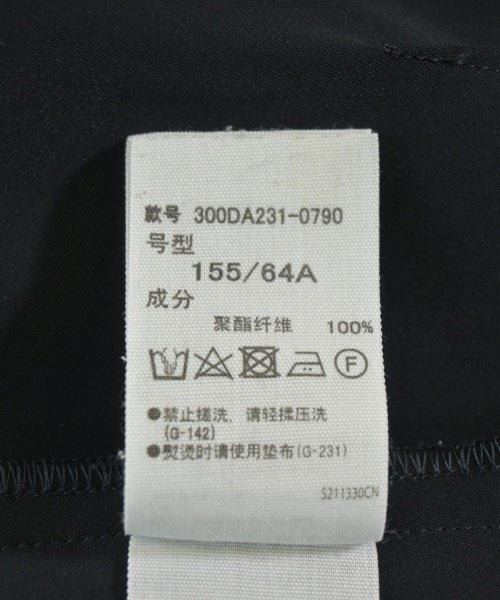 款号 300DA231-0790
号型
155/64A
成分
聚酯纤维 100%
F
●禁止搓洗，请轻揉压洗
(G-142)
●熨烫时请使用垫布(G-231)
S211330CN